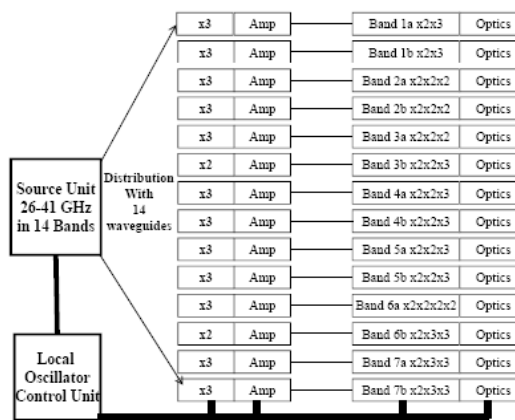 x3 Amp Band 1a x2x3 Optics
x3 Amp Band 1b x2x3 Optics
x3 Amp Band 2a x2x2x2 Optics
x3 Amp Band 2b x2x2x2 Optics
x3 Amp Band 3a x2x2x2 Optics
x2 Amp Band 3b x2x2x3 Optics
x3 Amp Band 4a x2x2x3 Optics
x3 Amp Band 4b x2x2x3 Optics
x3 Amp Band 5a x2x2x3 Optics
x3 Amp Band 5b x2x2x3 Optics
x3 Amp Band 6a x2x2x2x2 Optics
x2 Amp Band 6b x2x3x3 Optics
x3 Amp Band 7a x2x3x3 Optics
x3 Amp Band 7b x2x3x3 Optics
Source Unit
26-41 GHz
in 14 Bands
Distribution
With
14
waveguides
Local
Oscillator
Control Unit